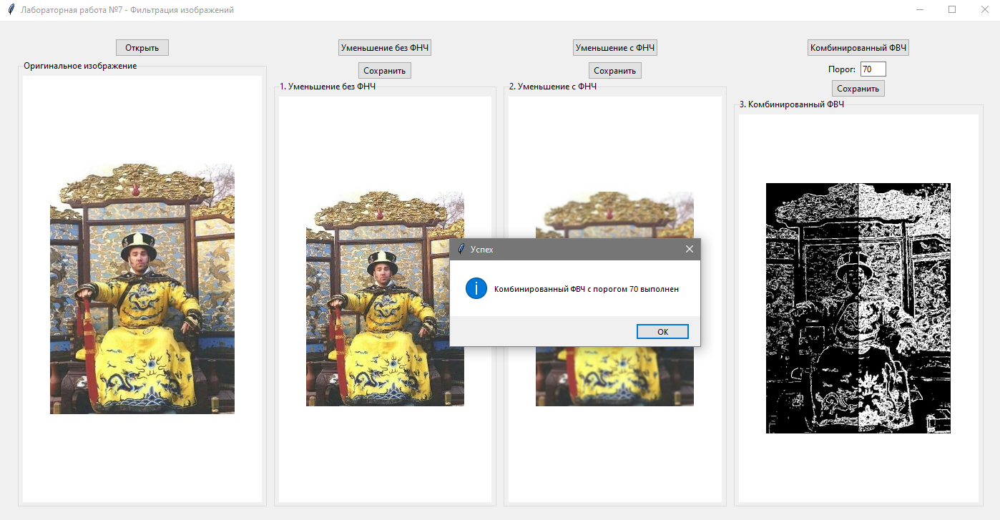 Лабораторная работа №7 - Фильтрация изображений
Открыть
Оригинальное изображение
Уменьшение без ФНЧ
Сохранить
1. Уменьшение без ФНЧ
Уменьшение с ФНЧ
Сохранить
2. Уменьшение с ФНЧ
Комбинированный ФВЧ
Порог: 70
Сохранить
3. Комбинированный ФВЧ
Успех
Комбинированный ФВЧ с порогом 70 выполнен
ОК